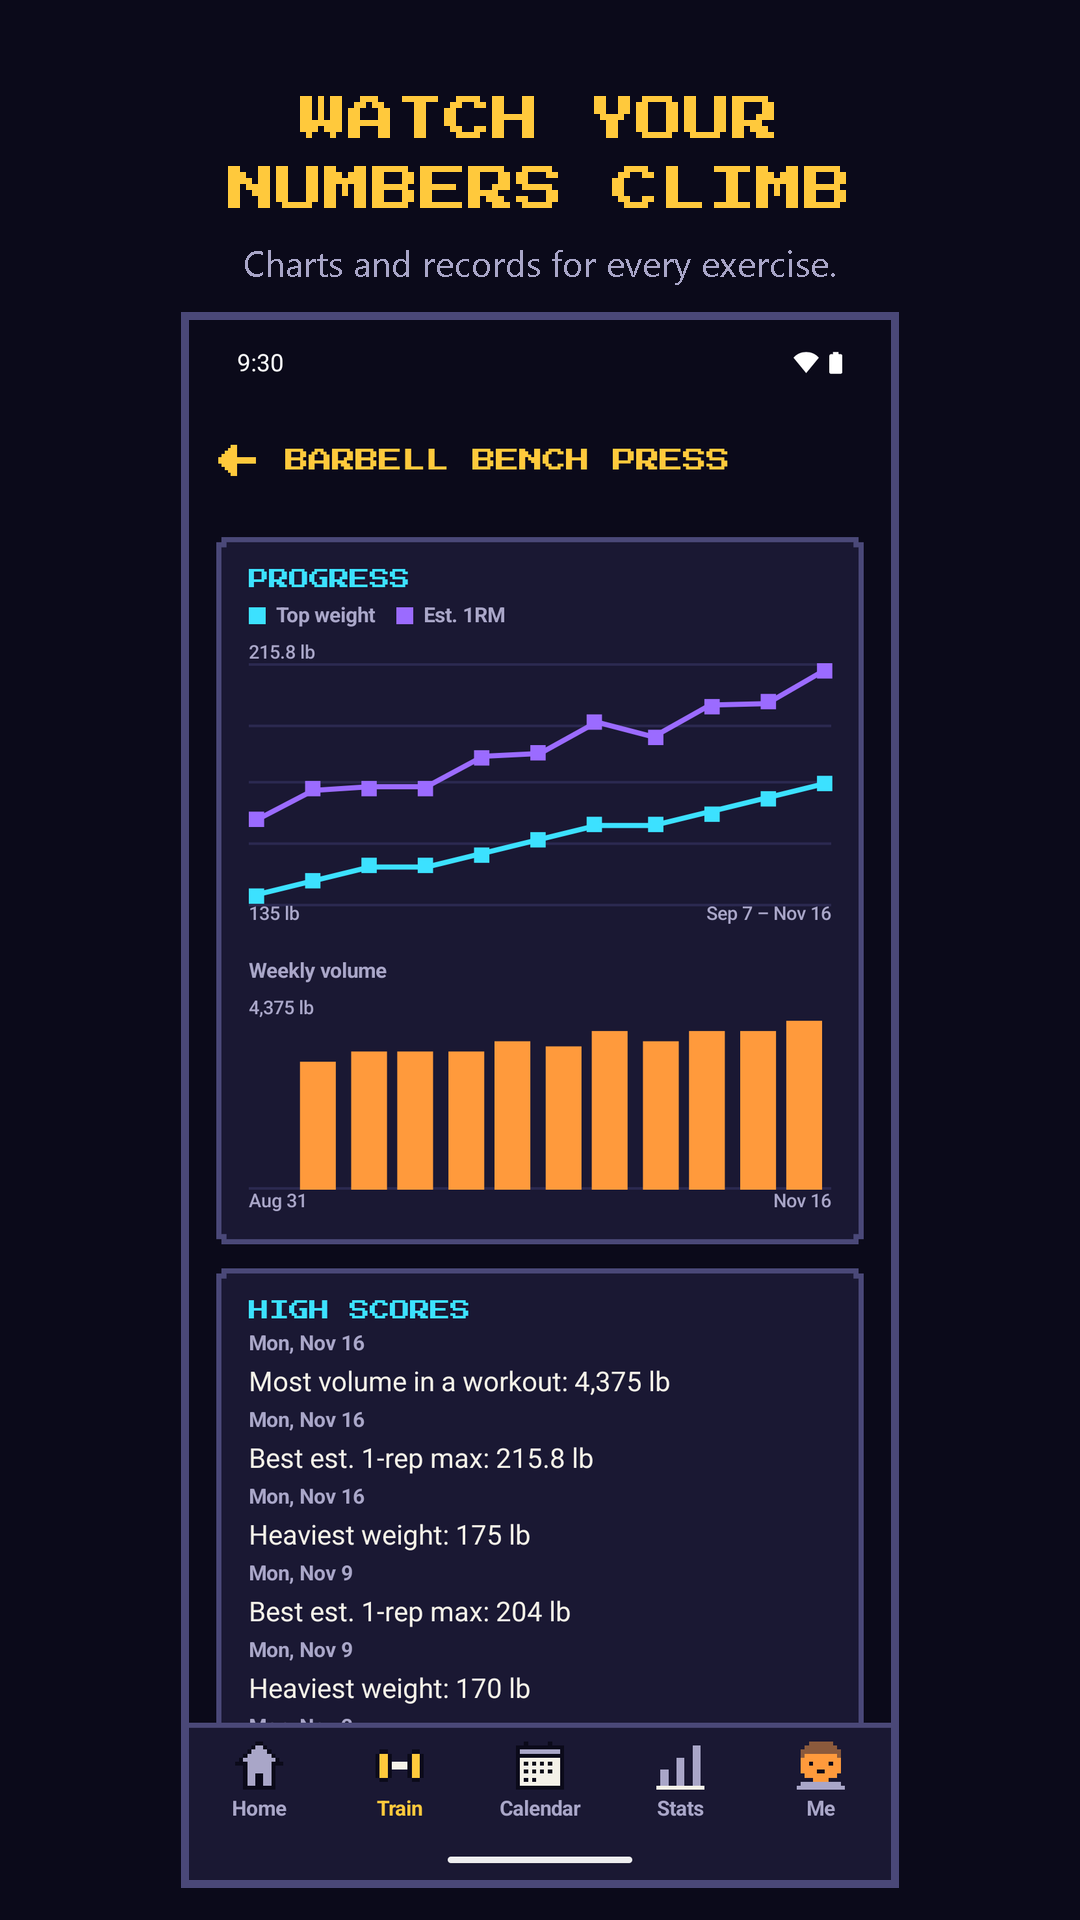 WATCH YOUR
NUMBERS CLIMB
Charts and records for every exercise.
9:30
BARBELL BENCH PRESS
PROGRESS
Top weight Est. 1RM
215.8 lb
135 lb Sep 7 – Nov 16
Weekly volume
4,375 lb
Aug 31 Nov 16
HIGH SCORES
Mon, Nov 16
Most volume in a workout: 4,375 lb
Mon, Nov 16
Best est. 1-rep max: 215.8 lb
Mon, Nov 16
Heaviest weight: 175 lb
Mon, Nov 9
Best est. 1-rep max: 204 lb
Mon, Nov 9
Heaviest weight: 170 lb
Home Train Calendar Stats Me